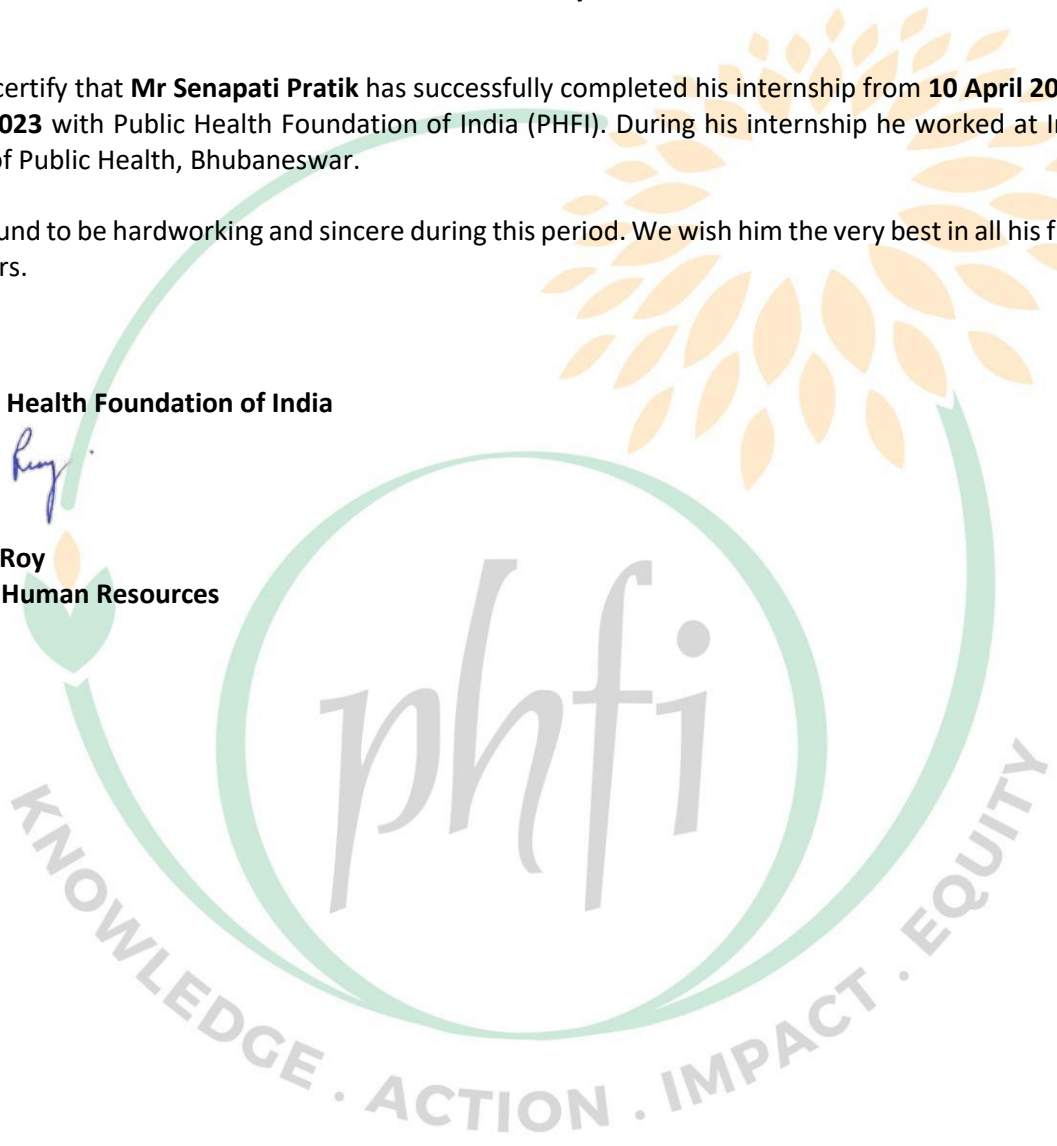 certify that Mr Senapati Pratik has successfully completed his internship from 10 April 20
023 with Public Health Foundation of India (PHFI). During his internship he worked at I
of Public Health, Bhubaneswar.
und to be hardworking and sincere during this period. We wish him the very best in all his f
rs.
Health Foundation of India
Roy
Human Resources
phfi
KNOWLEDGE . ACTION . IMPACT . EQUITY